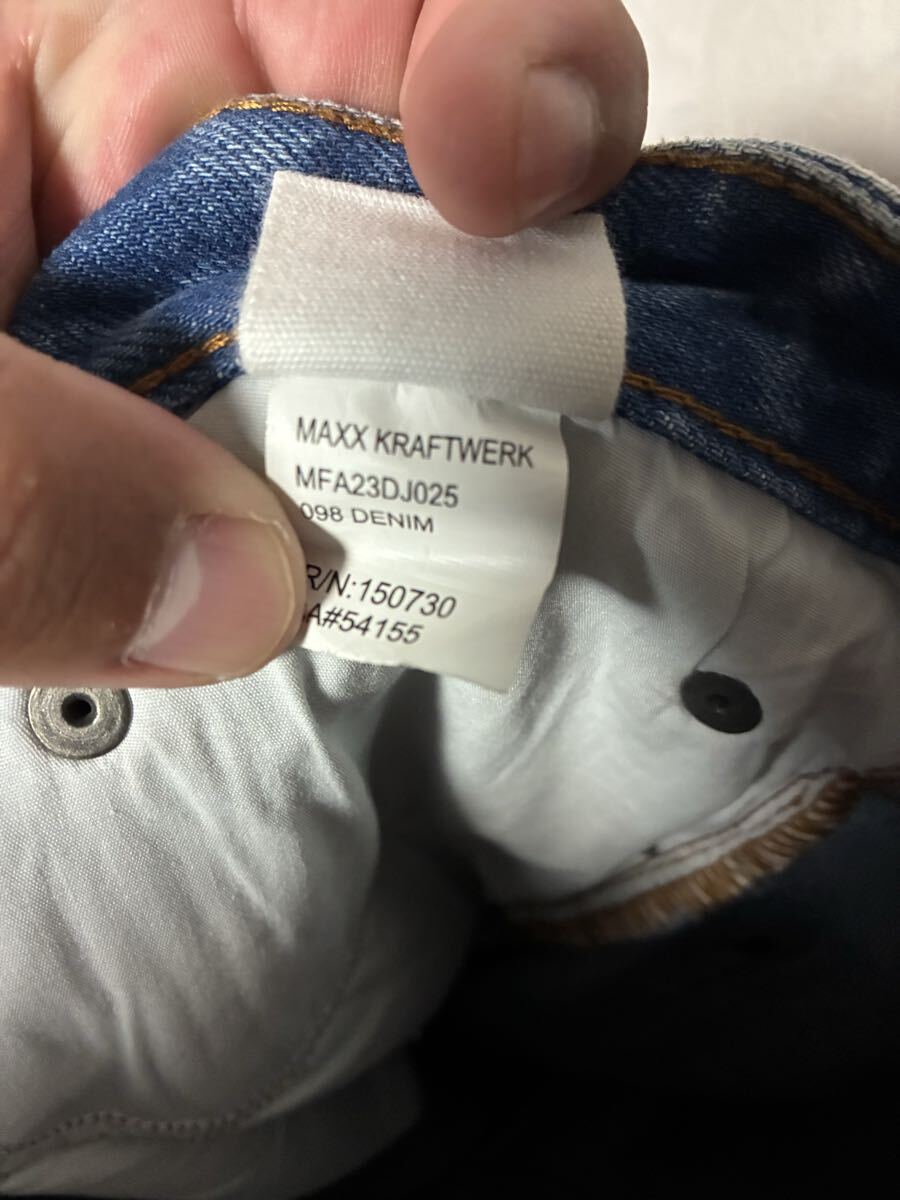 MAXX KRAFTWERK
MFA23DJ025
098 DENIM
R/N:150730
A#54155